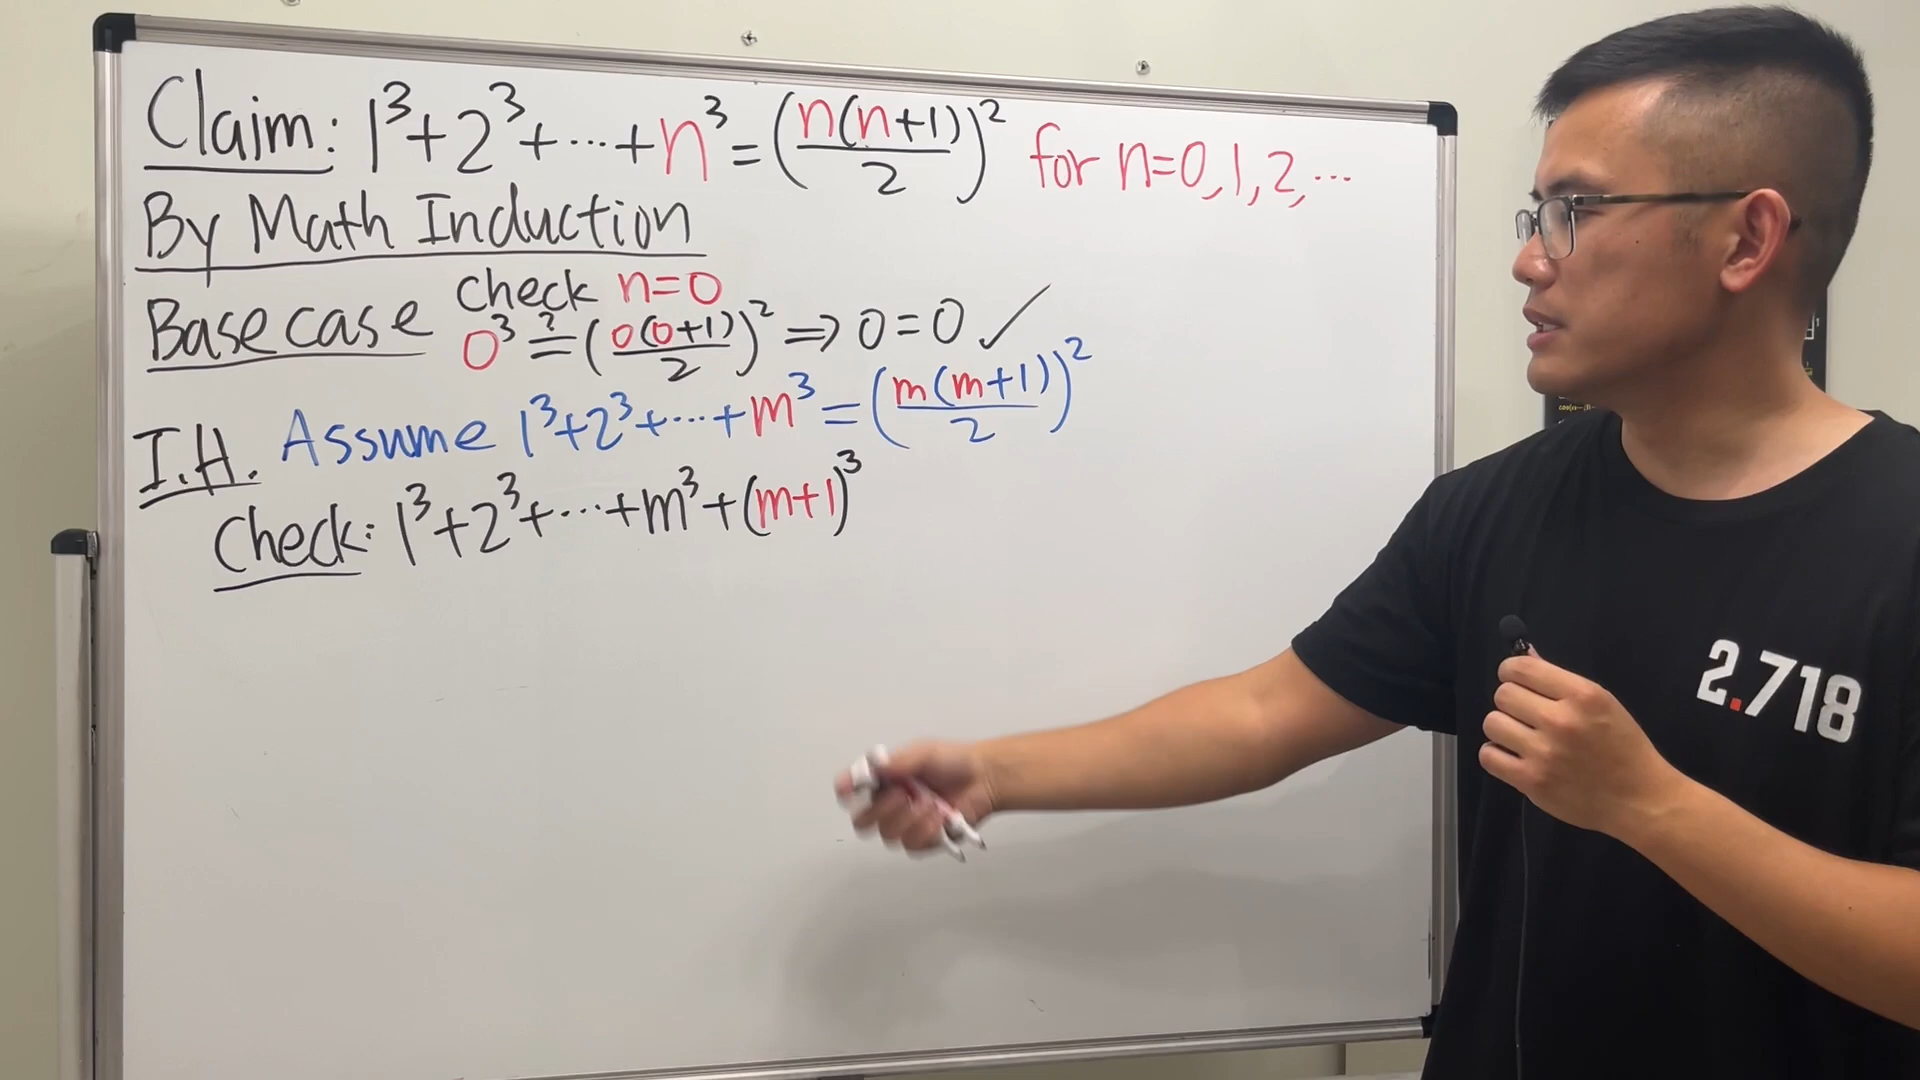 Claim: 1³+2³+⋯+n³=(n(n+1)/2)² for n=0,1,2,⋯
By Math Induction
Base case check n=0
0³ ≟ (0(0+1)/2)² ⇒ 0=0 ✓
I.H. Assume 1³+2³+⋯+m³=(m(m+1)/2)²
Check: 1³+2³+⋯+m³+(m+1)³
2.718